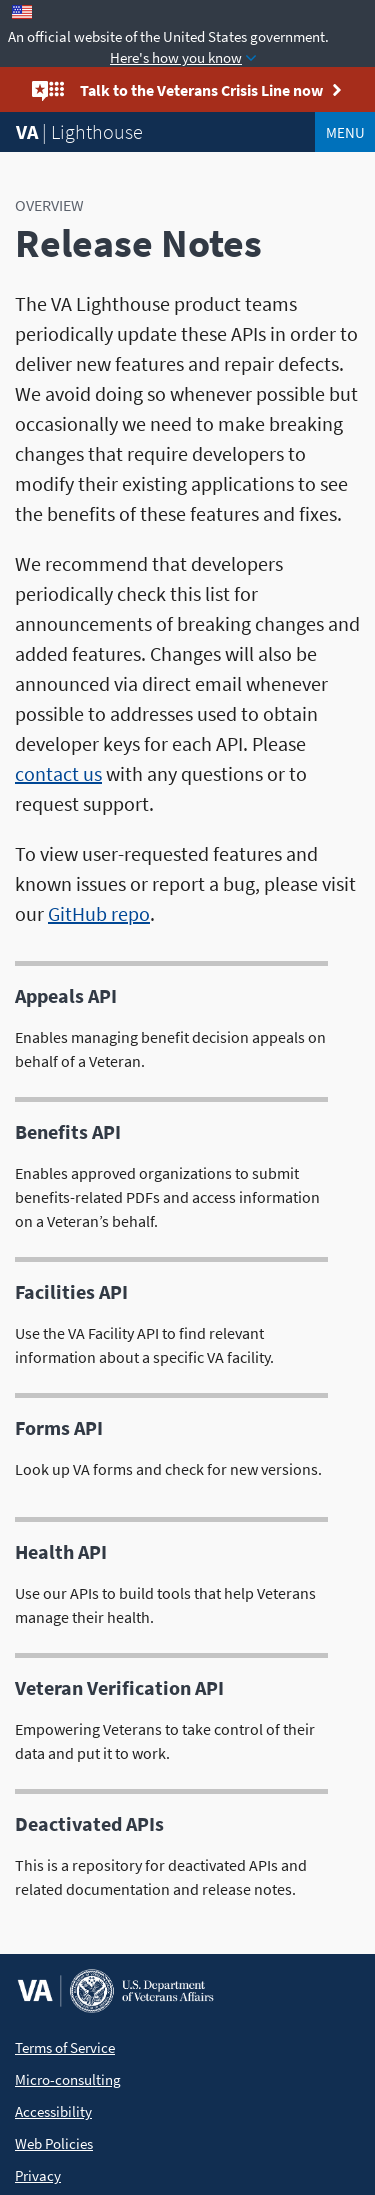 An official website of the United States government.
Here's how you know
Talk to the Veterans Crisis Line now
VA | Lighthouse
MENU
OVERVIEW
Release Notes
The VA Lighthouse product teams
periodically update these APIs in order to
deliver new features and repair defects.
We avoid doing so whenever possible but
occasionally we need to make breaking
changes that require developers to
modify their existing applications to see
the benefits of these features and fixes.
We recommend that developers
periodically check this list for
announcements of breaking changes and
added features. Changes will also be
announced via direct email whenever
possible to addresses used to obtain
developer keys for each API. Please
contact us with any questions or to
request support.
To view user-requested features and
known issues or report a bug, please visit
our GitHub repo.
Appeals API
Enables managing benefit decision appeals on
behalf of a Veteran.
Benefits API
Enables approved organizations to submit
benefits-related PDFs and access information
on a Veteran’s behalf.
Facilities API
Use the VA Facility API to find relevant
information about a specific VA facility.
Forms API
Look up VA forms and check for new versions.
Health API
Use our APIs to build tools that help Veterans
manage their health.
Veteran Verification API
Empowering Veterans to take control of their
data and put it to work.
Deactivated APIs
This is a repository for deactivated APIs and
related documentation and release notes.
VA
U.S. Department
of Veterans Affairs
Terms of Service
Micro-consulting
Accessibility
Web Policies
Privacy